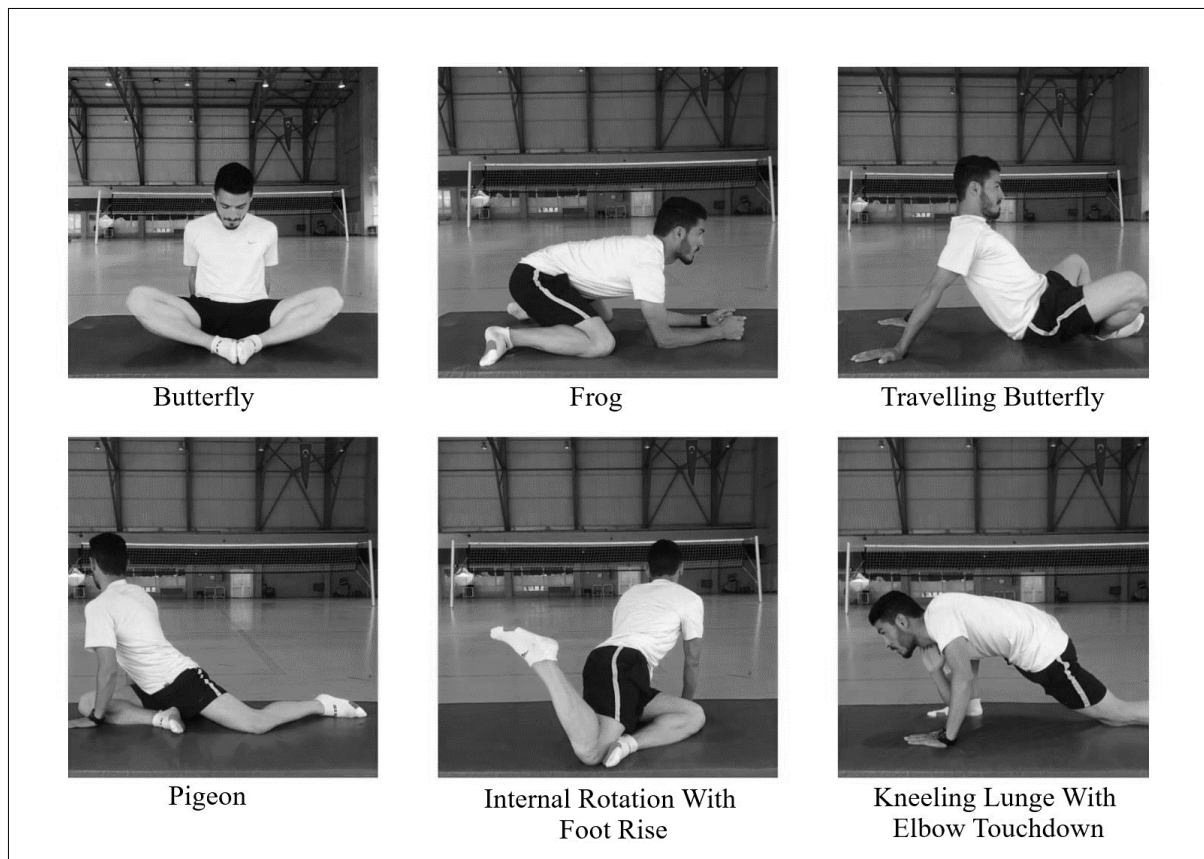 Butterfly
Frog
Travelling Butterfly
Pigeon
Internal Rotation With
Foot Rise
Kneeling Lunge With
Elbow Touchdown